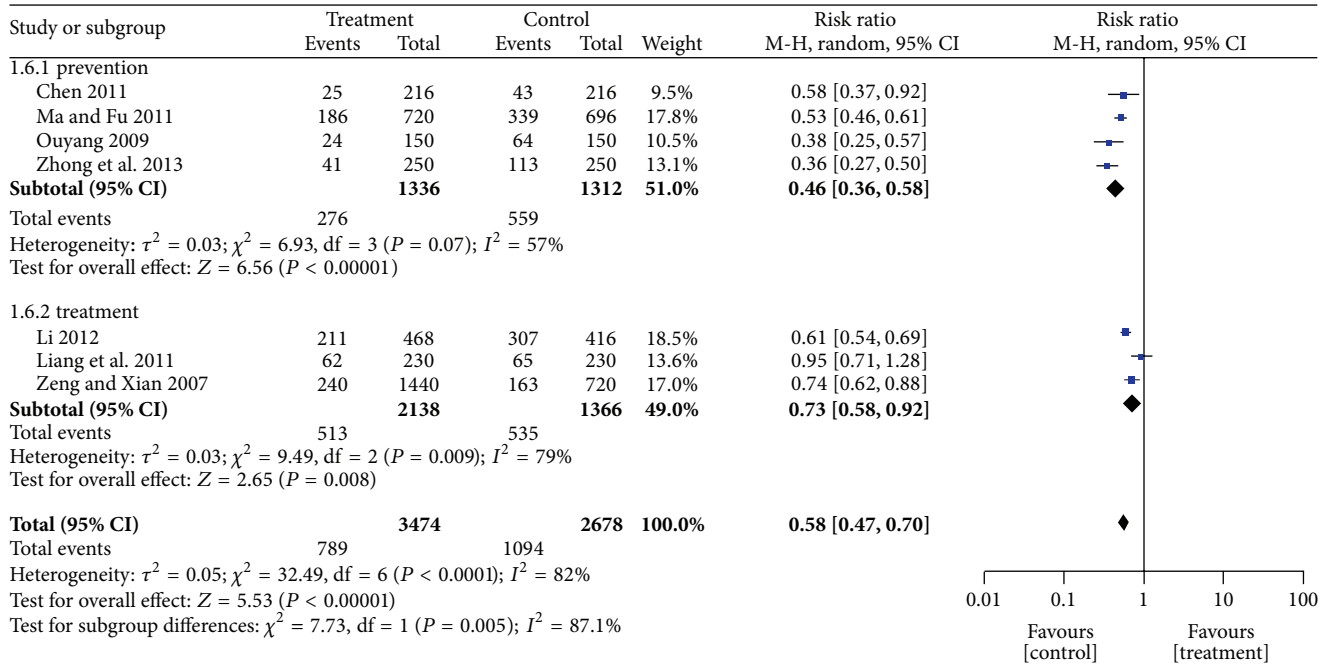 Study or subgroup Treatment Control Weight Risk ratio Risk ratio
Events Total Events Total M-H, random, 95% CI M-H, random, 95% CI
1.6.1 prevention
Chen 2011 25 216 43 216 9.5% 0.58 [0.37, 0.92]
Ma and Fu 2011 186 720 339 696 17.8% 0.53 [0.46, 0.61]
Ouyang 2009 24 150 64 150 10.5% 0.38 [0.25, 0.57]
Zhong et al. 2013 41 250 113 250 13.1% 0.36 [0.27, 0.50]
Subtotal (95% CI) 1336 1312 51.0% 0.46 [0.36, 0.58]
Total events 276 559
Heterogeneity: τ² = 0.03; χ² = 6.93, df = 3 (P = 0.07); I² = 57%
Test for overall effect: Z = 6.56 (P < 0.00001)
1.6.2 treatment
Li 2012 211 468 307 416 18.5% 0.61 [0.54, 0.69]
Liang et al. 2011 62 230 65 230 13.6% 0.95 [0.71, 1.28]
Zeng and Xian 2007 240 1440 163 720 17.0% 0.74 [0.62, 0.88]
Subtotal (95% CI) 2138 1366 49.0% 0.73 [0.58, 0.92]
Total events 513 535
Heterogeneity: τ² = 0.03; χ² = 9.49, df = 2 (P = 0.009); I² = 79%
Test for overall effect: Z = 2.65 (P = 0.008)
Total (95% CI) 3474 2678 100.0% 0.58 [0.47, 0.70]
Total events 789 1094
Heterogeneity: τ² = 0.05; χ² = 32.49, df = 6 (P < 0.0001); I² = 82%
Test for overall effect: Z = 5.53 (P < 0.00001)
Test for subgroup differences: χ² = 7.73, df = 1 (P = 0.005); I² = 87.1%
0.01 0.1 1 10 100
Favours Favours
[control] [treatment]